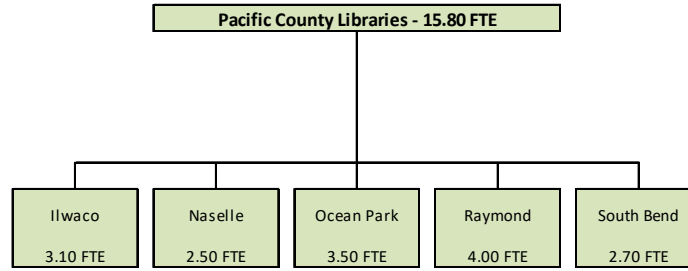 Pacific County Libraries - 15.80 FTE
Ilwaco
3.10 FTE
Naselle
2.50 FTE
Ocean Park
3.50 FTE
Raymond
4.00 FTE
South Bend
2.70 FTE